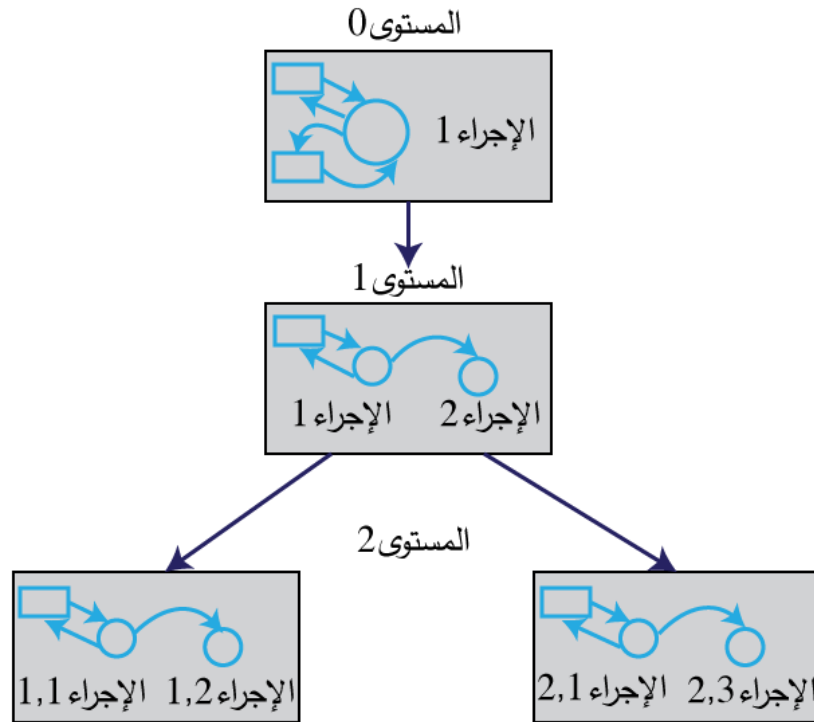 المستوى 0
الإجراء 1
المستوى 1
الإجراء 1
الإجراء 2
المستوى 2
الإجراء 1,1
الإجراء 1,2
الإجراء 2,1
الإجراء 2,3